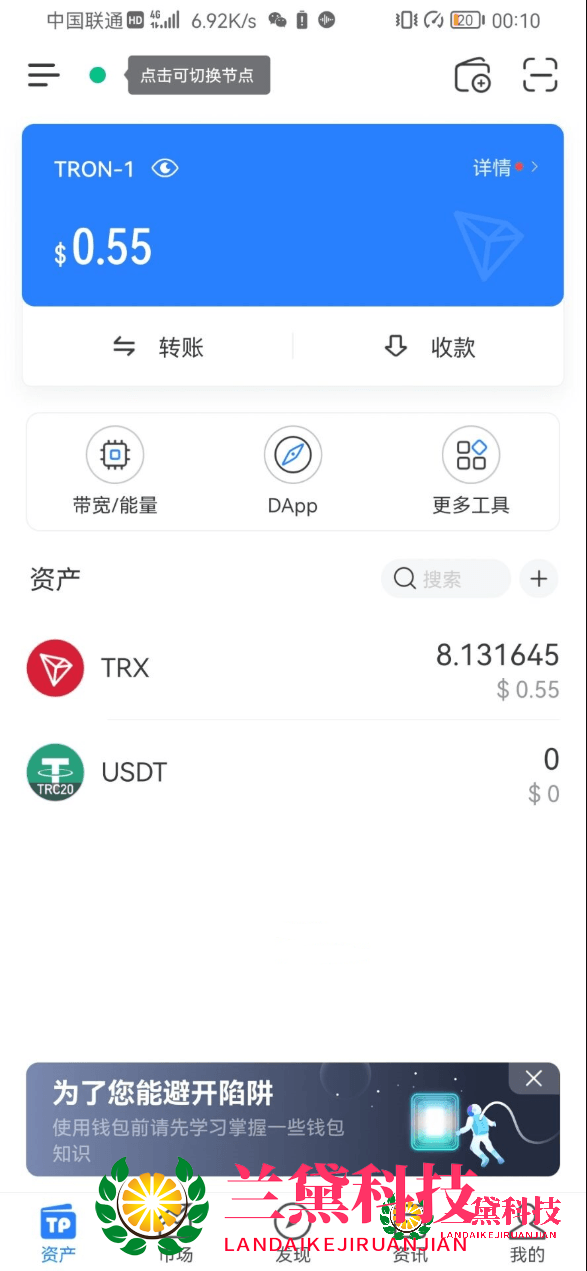 中国联通 HD 4G 6.92K/s 20 00:10
点击可切换节点
TRON-1 详情
$ 0.55
转账 收款
带宽/能量 DApp 更多工具
资产 搜索
TRX 8.131645
$ 0.55
USDT 0
TRC20 $ 0
为了您能避开陷阱
使用钱包前请先学习掌握一些钱包
知识
兰黛科技 兰黛科技
TP
LANDAIKEJIRUANJIAN LANDAIKEJIRUANJIAN
资产 市场 发现 资讯 我的